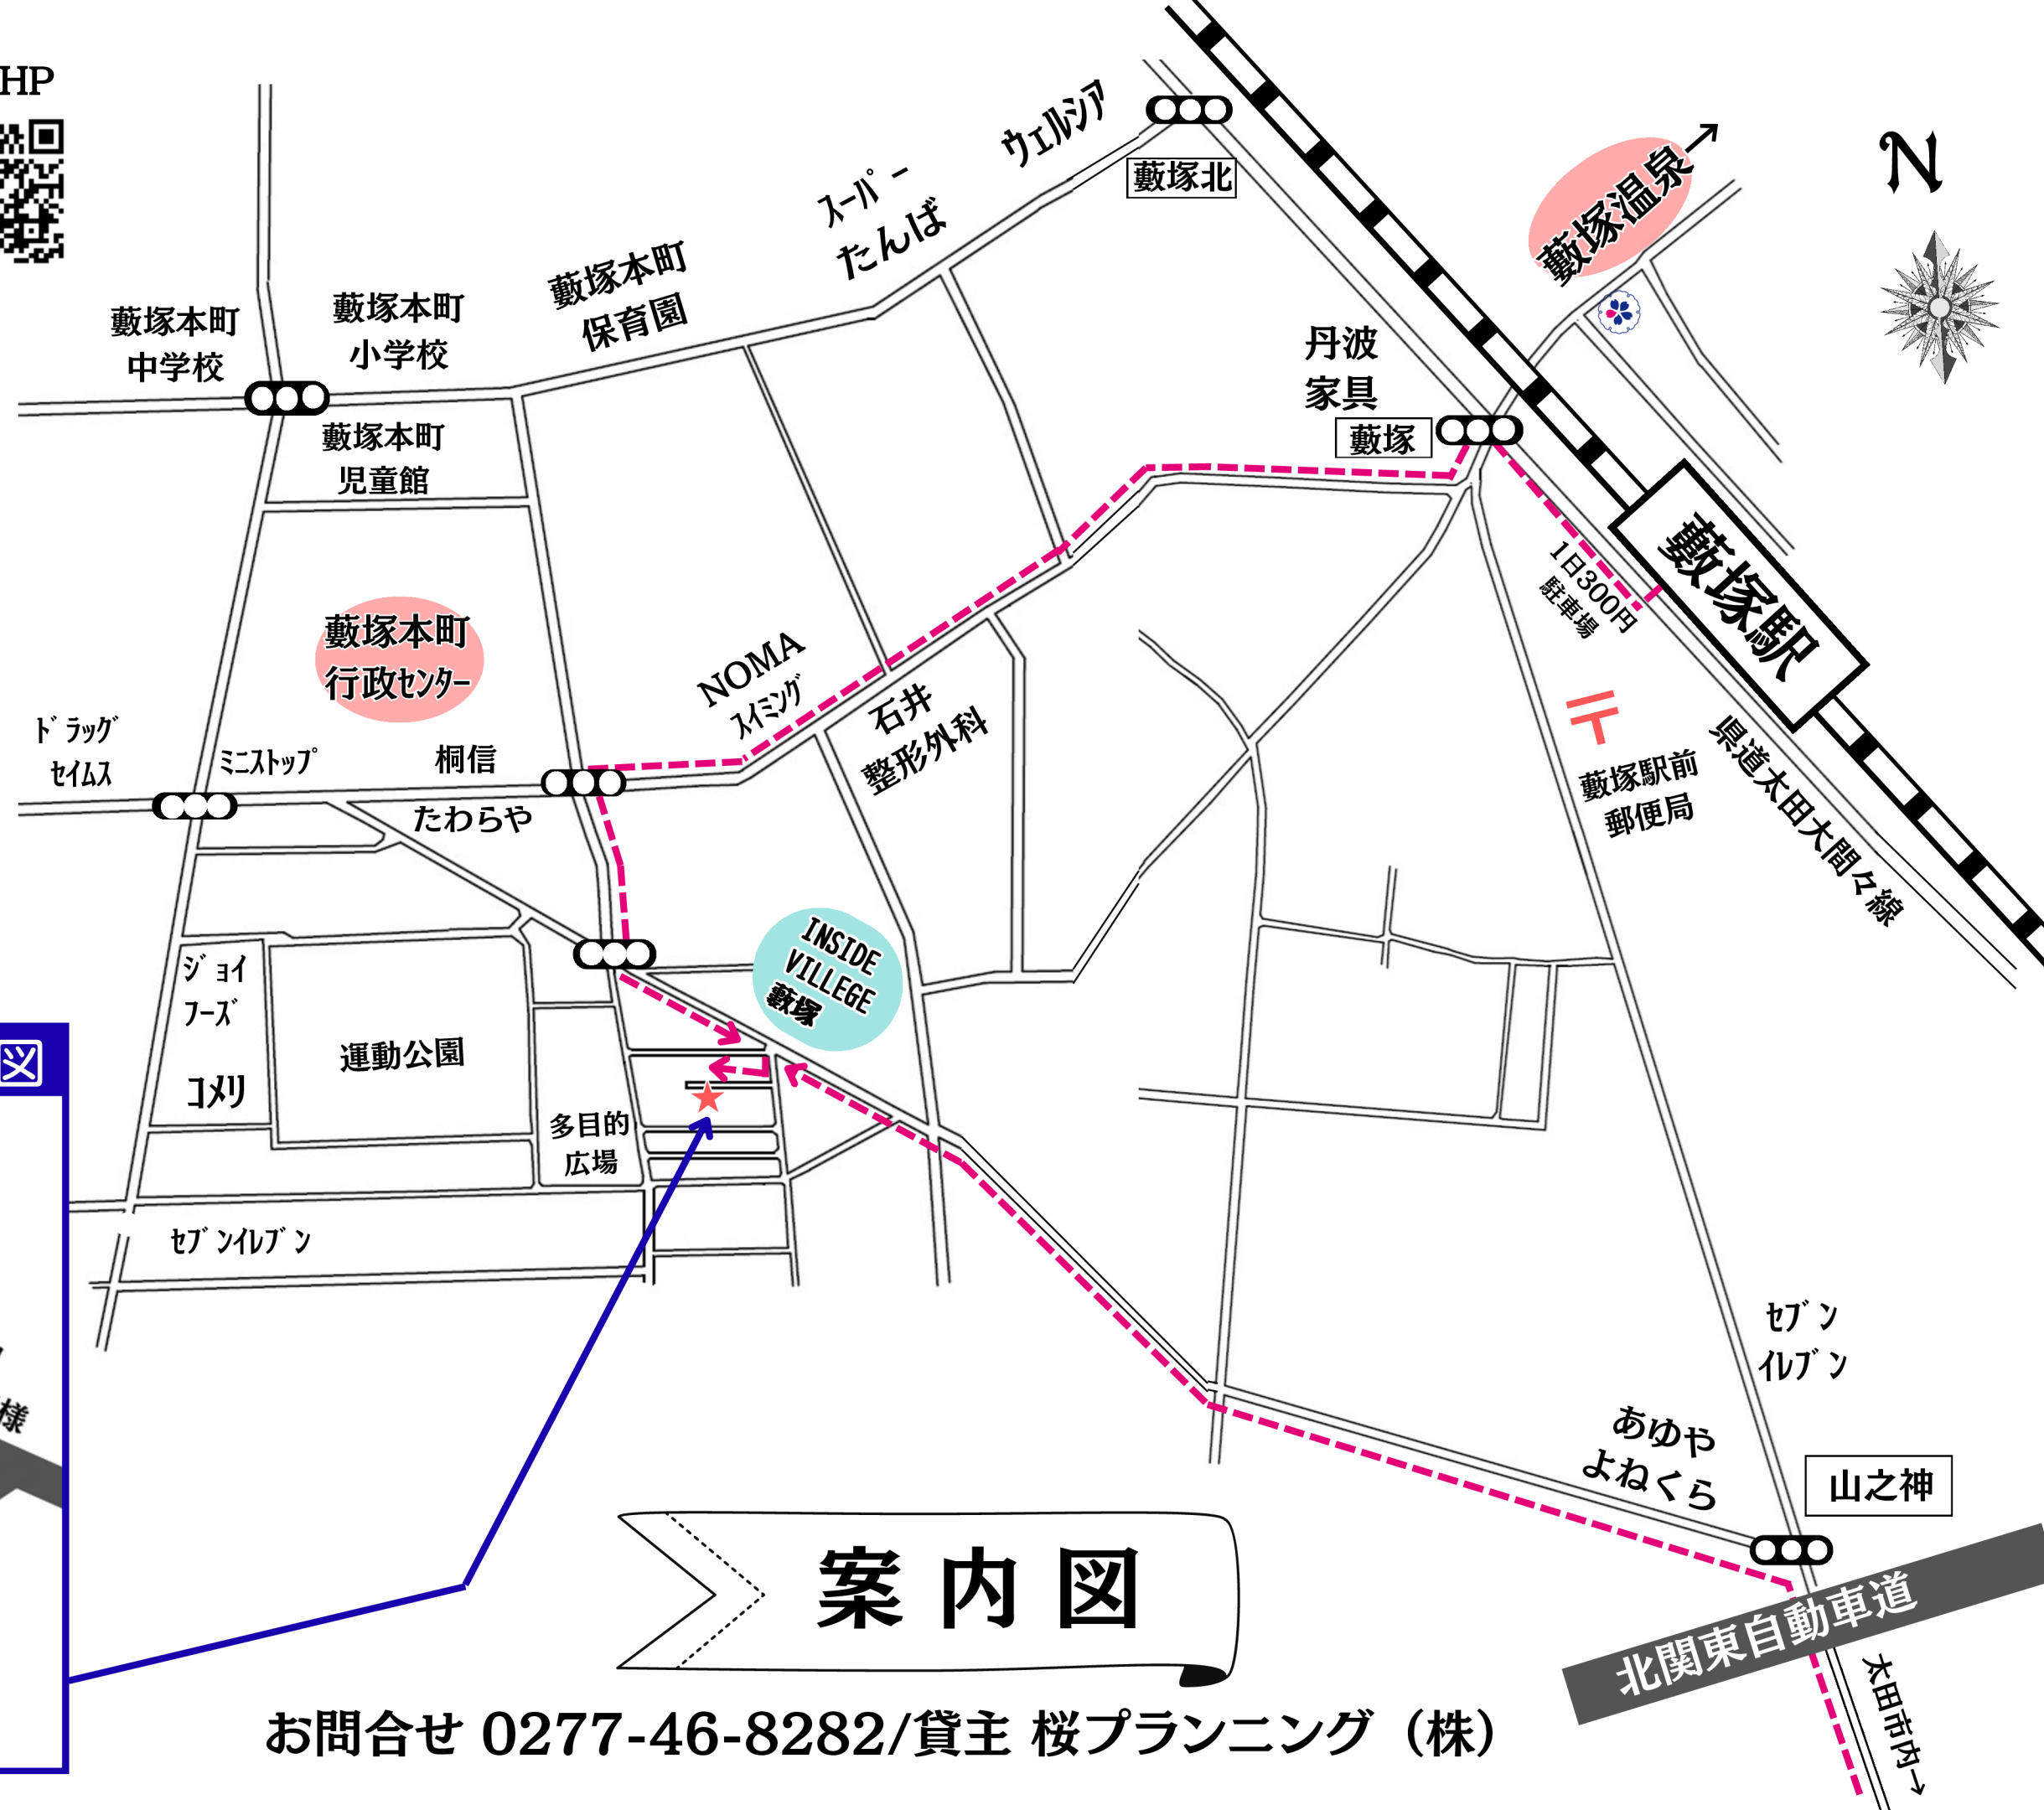 HP
N
ウェルシア
藪塚北
スーパー
たんば
藪塚温泉→
藪塚本町
保育園
藪塚本町
中学校
藪塚本町
小学校
丹波
家具
藪塚
藪塚本町
児童館
藪塚駅
1日300円
駐車場
藪塚本町
行政センター
NOMA
スイミング
石井
整形外科
藪塚駅前
郵便局
県道太田大間々線
ドラッグ
セイムス
ミニストップ
桐信
たわらや
INSIDE
VILLEGE
藪塚
ジョイ
フーズ
コメリ
運動公園
多目的
広場
図
セブンイレブン
セブン
イレブン
様
あゆや
よねくら
山之神
北関東自動車道
太田市内→
案内図
お問合せ 0277-46-8282/貸主 桜プランニング（株）